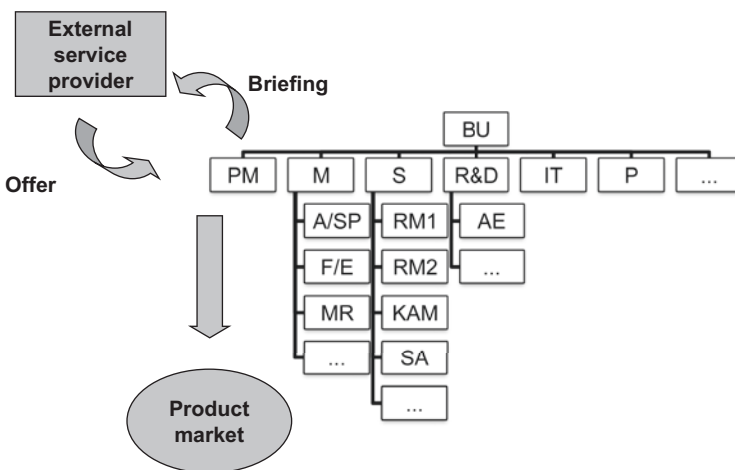 External
service
provider
Briefing
Offer
BU
PM M S R&D IT P ...
A/SP RM1 AE
F/E RM2 ...
MR KAM
... SA
...
Product
market